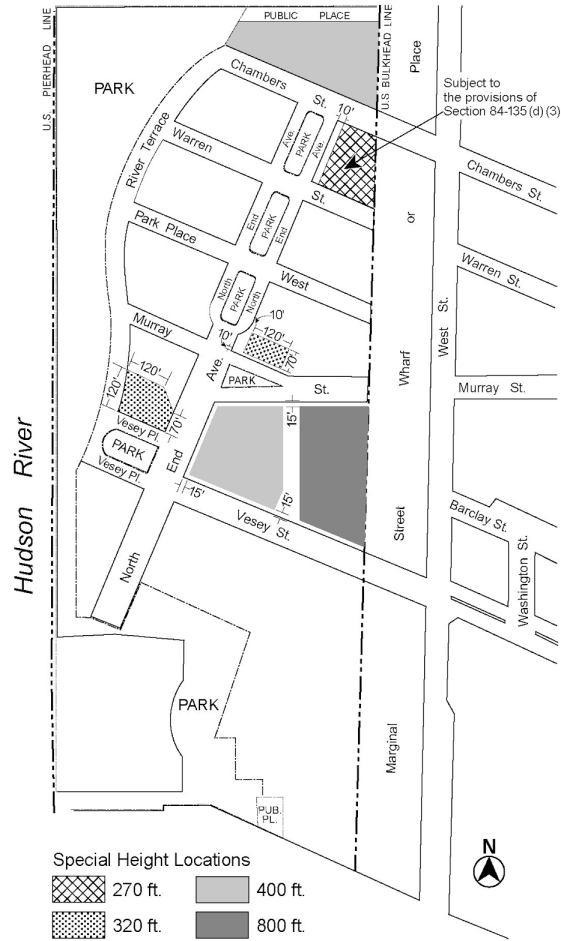 U.S. PIERHEAD LINE
PUBLIC PLACE
U.S BULKHEAD LINE
Place
PARK
Chambers
St.
10'
Subject to
the provisions of
Section 84-135 (d) (3)
River Terrace
Warren
Ave.
PARK
Ave.
St.
Chambers St.
or
Park Place
End
PARK
End
West
Warren St.
North
PARK
North
10'
West St.
Murray
10'
120'
70'
Ave.
PARK
St.
Wharf
Murray St.
120'
120'
70'
Vesey Pl.
PARK
Vesey Pl.
End
15'
15'
15'
Vesey St.
Street
Barclay St.
Washington St.
Hudson River
North
PARK
Marginal
PUB.
PL.
N
Special Height Locations
270 ft.
400 ft.
320 ft.
800 ft.